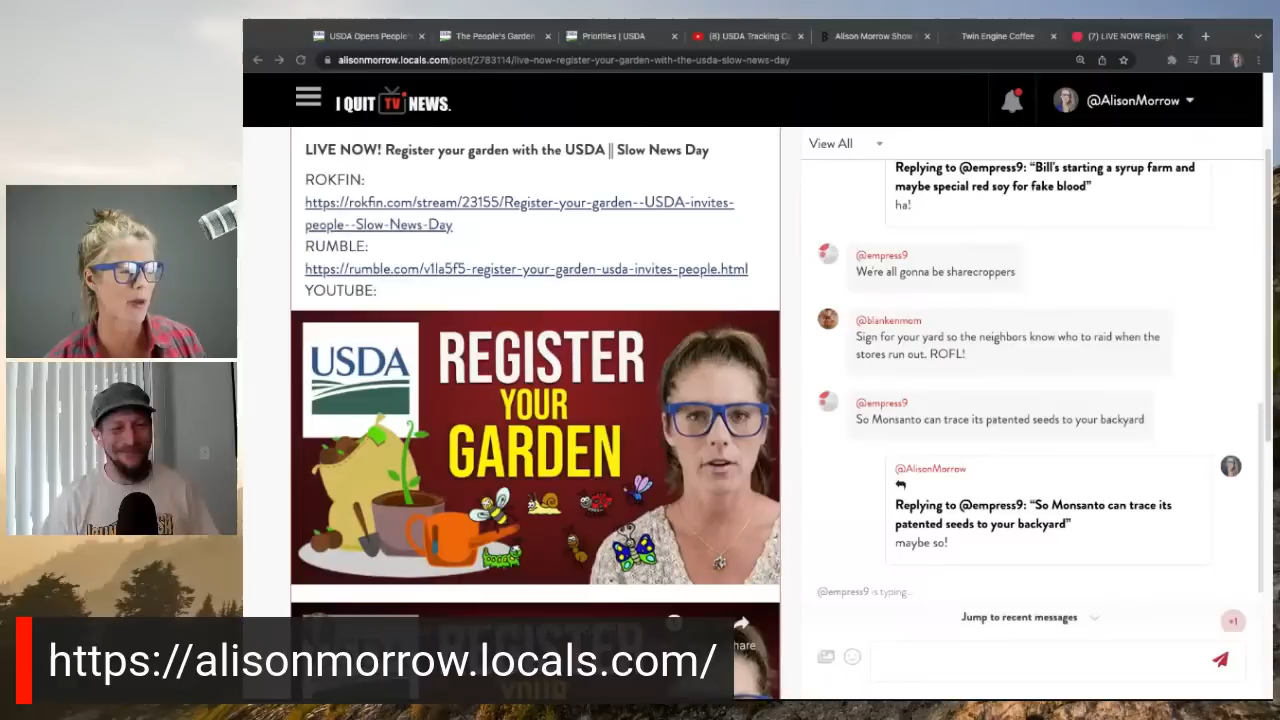 USDA Opens People's
The People's Garden
Priorities | USDA
(8) USDA Tracking Co
Alison Morrow Show
Twin Engine Coffee
(7) LIVE NOW! Regist
alisonmorrow.locals.com/post/2783114/live-now-register-your-garden-with-the-usda-slow-news-day
I QUIT TV NEWS.
@AlisonMorrow
LIVE NOW! Register your garden with the USDA || Slow News Day
ROKFIN:
https://rokfin.com/stream/23155/Register-your-garden--USDA-invites-
people--Slow-News-Day
RUMBLE:
https://rumble.com/v1la5f5-register-your-garden-usda-invites-people.html
YOUTUBE:
USDA
REGISTER
YOUR
GARDEN
hare
View All
Replying to @empress9: “Bill's starting a syrup farm and
maybe special red soy for fake blood”
ha!
@empress9
We're all gonna be sharecroppers
@blankenmom
Sign for your yard so the neighbors know who to raid when the
stores run out. ROFL!
@empress9
So Monsanto can trace its patented seeds to your backyard
@AlisonMorrow
Replying to @empress9: “So Monsanto can trace its
patented seeds to your backyard”
maybe so!
@empress9 is typing...
Jump to recent messages
+1
https://alisonmorrow.locals.com/